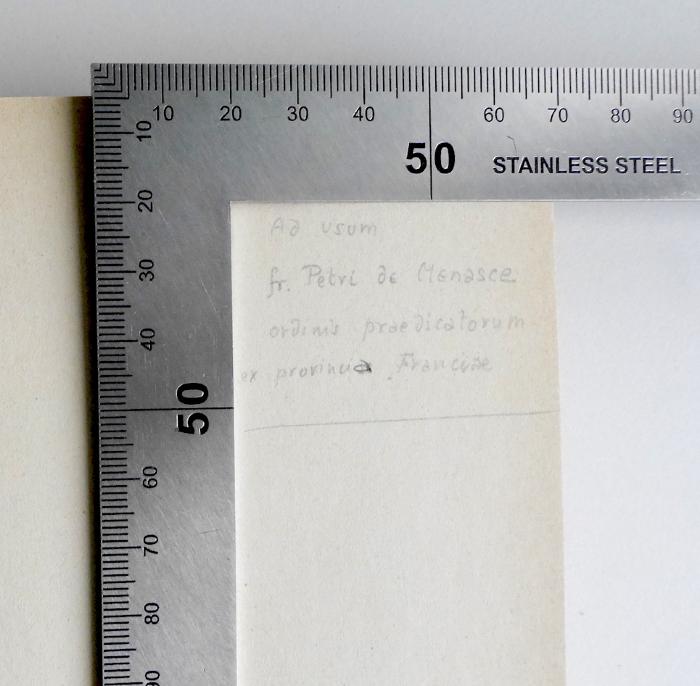 10 20 30 40 50 60 70 80 90
STAINLESS STEEL
10
20
30
40
50
60
70
80
90
Ad usum
fr. Petri de Menasce
ordinis praedicatorum
ex provincia Franciae